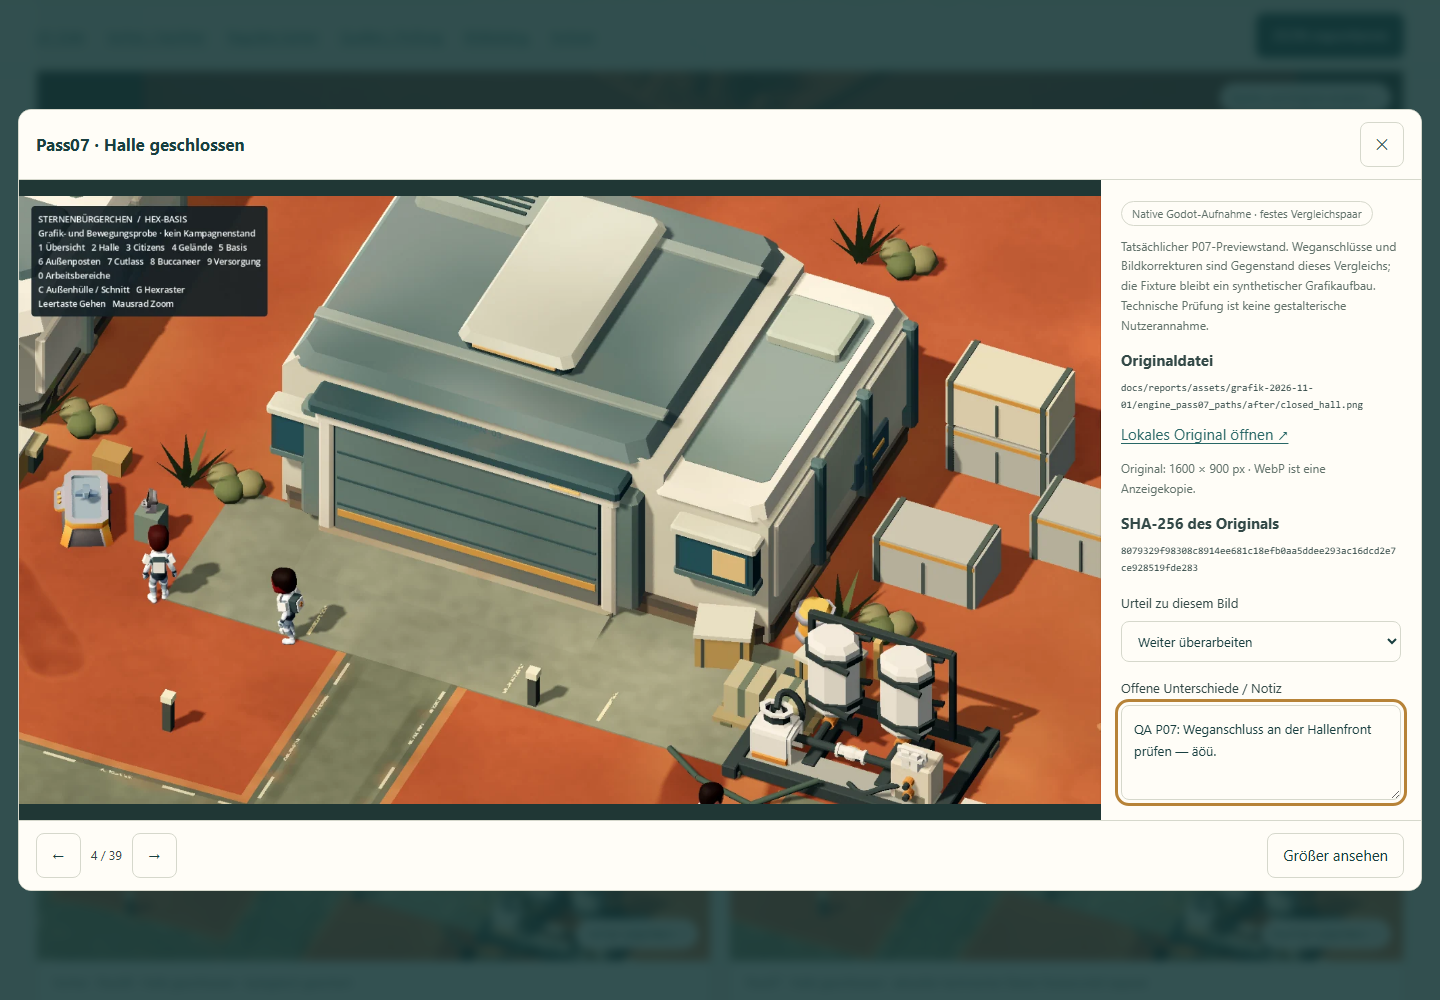 Pass07 · Halle geschlossen
×
STERNENBÜRGERCHEN / HEX-BASIS
Grafik- und Bewegungsprobe · kein Kampagnenstand
1 Übersicht 2 Halle 3 Citizens 4 Gelände 5 Basis
6 Außenposten 7 Cutlass 8 Buccaneer 9 Versorgung
0 Arbeitsbereiche
C Außenhülle / Schnitt G Hexraster
Leertaste Gehen Mausrad Zoom
Native Godot-Aufnahme · festes Vergleichspaar
Tatsächlicher P07-Previewstand. Weganschlüsse und
Bildkorrekturen sind Gegenstand dieses Vergleichs;
die Fixture bleibt ein synthetischer Grafikaufbau.
Technische Prüfung ist keine gestalterische
Nutzerannahme.
Originaldatei
docs/reports/assets/grafik-2026-11-
01/engine_pass07_paths/after/closed_hall.png
Lokales Original öffnen ↗
Original: 1600 × 900 px · WebP ist eine
Anzeigekopie.
SHA-256 des Originals
8079329f98308c8914ee681c18efb0aa5ddee293ac16dcd2e7
ce928519fde283
Urteil zu diesem Bild
Weiter überarbeiten
Offene Unterschiede / Notiz
QA P07: Weganschluss an der Hallenfront
prüfen — äöü.
← 4 / 39 →
Größer ansehen